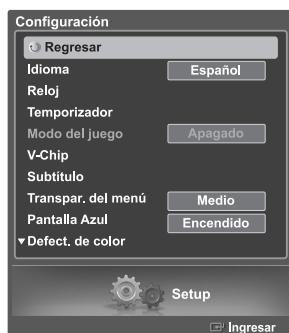 Configuración
Regresar
Idioma Español
Reloj
Temporizador
Modo del juego Apagado
V-Chip
Subtítulo
Transpar. del menú Medio
Pantalla Azul Encendido
▼Defect. de color
Setup
Ingresar